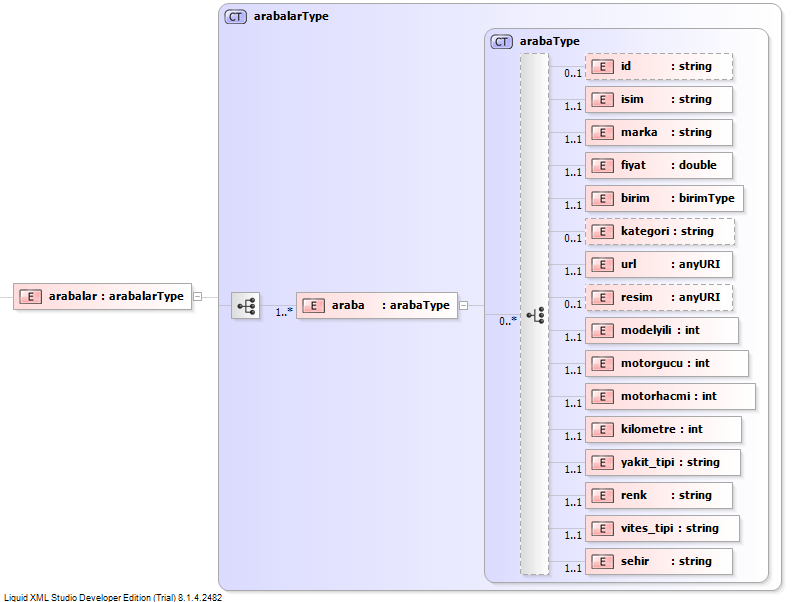 CT arabalarType
CT arabaType
E id : string
0..1
E isim : string
1..1
E marka : string
1..1
E fiyat : double
1..1
E birim : birimType
1..1
E kategori : string
0..1
E url : anyURI
1..1
E arabalar : arabalarType
E araba : arabaType
1..*
0..*
E resim : anyURI
0..1
E modelyili : int
1..1
E motorgucu : int
1..1
E motorhacmi : int
1..1
E kilometre : int
1..1
E yakit_tipi : string
1..1
E renk : string
1..1
E vites_tipi : string
1..1
E sehir : string
1..1
Liquid XML Studio Developer Edition (Trial) 8.1.4.2482